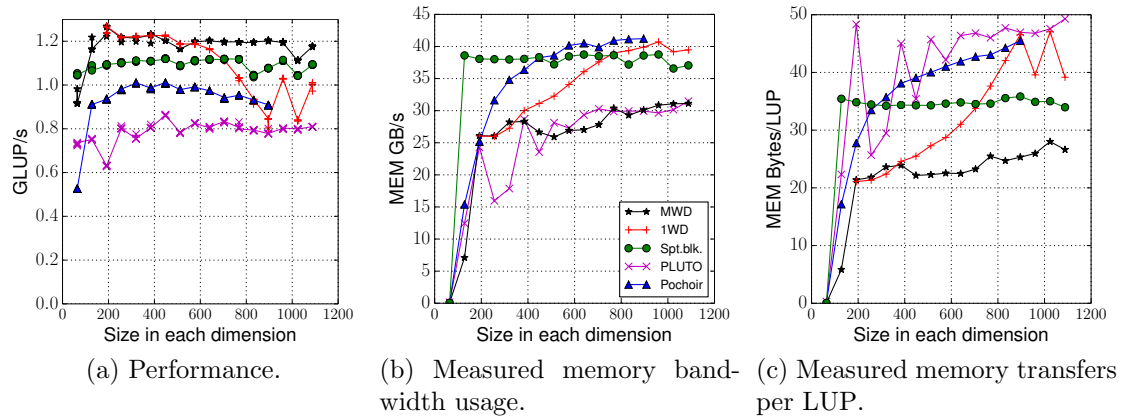 1.2
1.0
0.8
0.6
0.4
0.2
0.0
GLUP/s
0 200 400 600 800 1000 1200
Size in each dimension
(a) Performance.
45
40
35
30
25
20
15
10
5
0
MEM GB/s
MWD
1WD
Spt.blk.
PLUTO
Pochoir
0 200 400 600 800 1000 1200
Size in each dimension
(b) Measured memory band-
width usage.
50
40
30
20
10
0
MEM Bytes/LUP
0 200 400 600 800 1000 1200
Size in each dimension
(c) Measured memory transfers
per LUP.